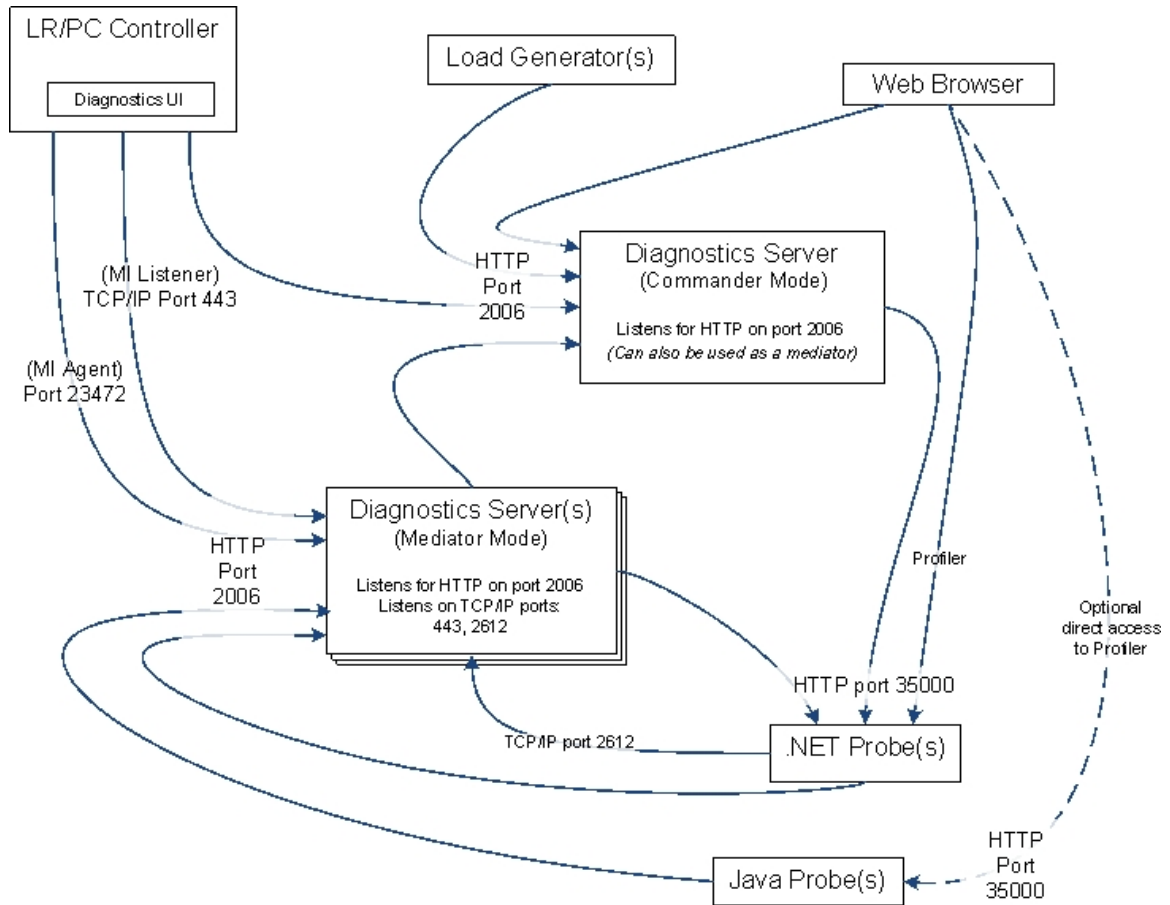 LR/PC Controller
Diagnostics UI
Load Generator(s)
Web Browser
(MI Listener)
TCP/IP Port 443
(MI Agent)
Port 23472
HTTP
Port
2006
Diagnostics Server
(Commander Mode)
Listens for HTTP on port 2006
(Can also be used as a mediator)
Diagnostics Server(s)
(Mediator Mode)
Listens for HTTP on port 2006
Listens on TCP/IP ports:
443, 2612
HTTP
Port
2006
Profiler
Optional
direct access
to Profiler
HTTP port 35000
TCP/IP port 2612
.NET Probe(s)
Java Probe(s)
HTTP
Port
35000